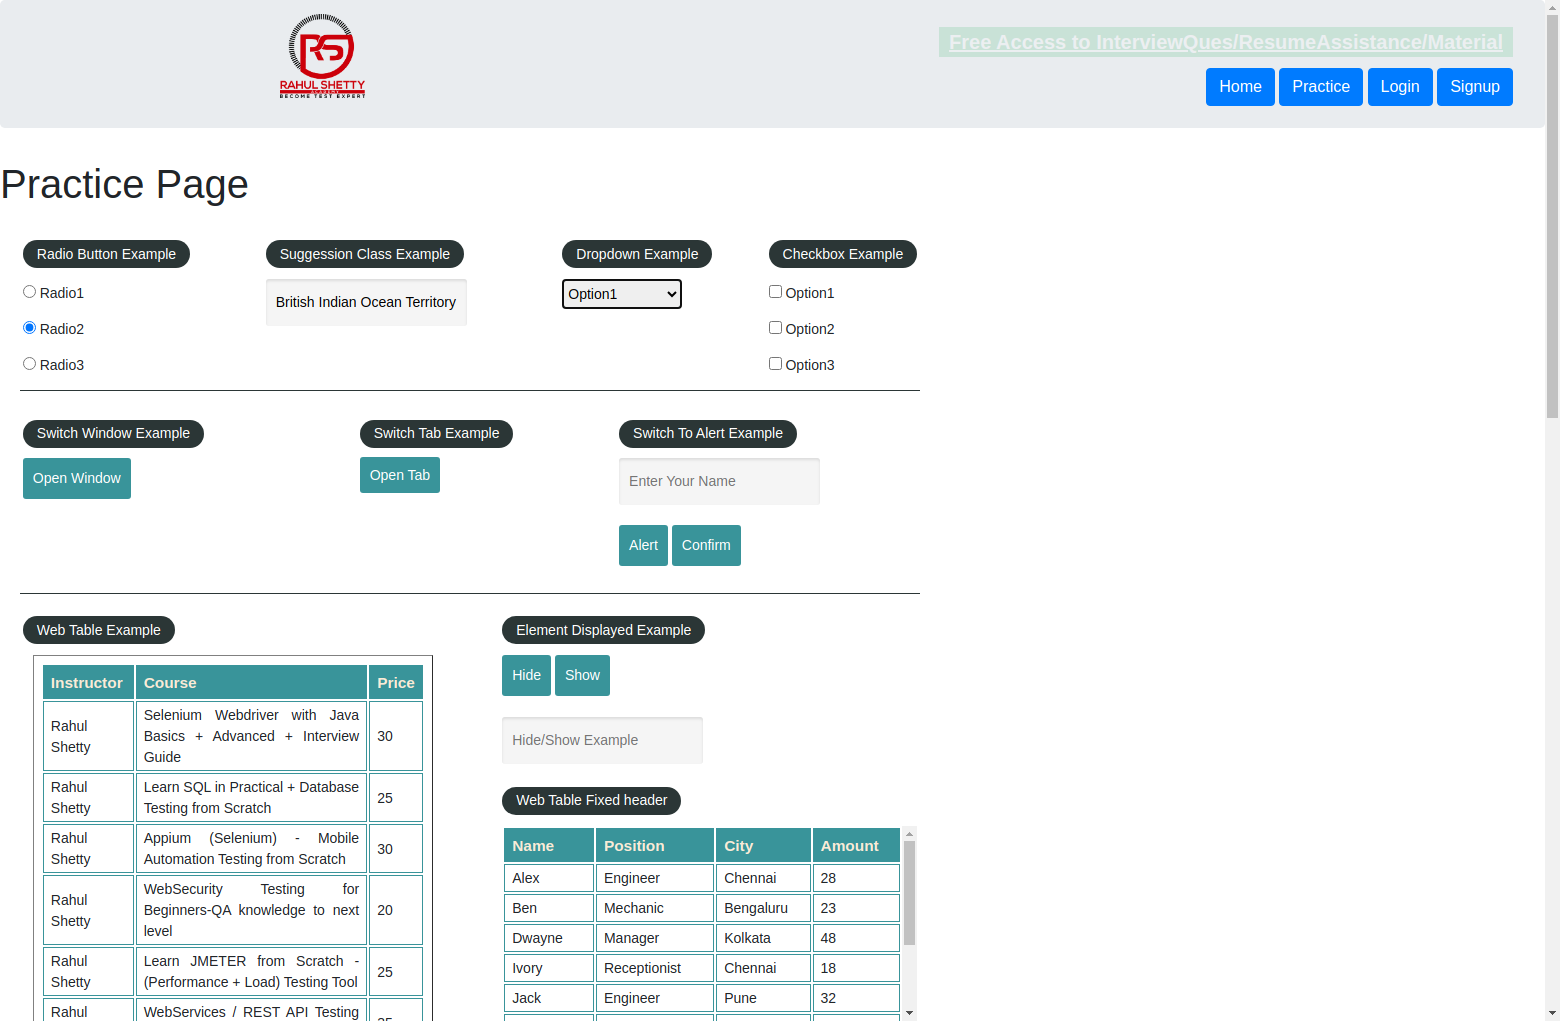 RAHUL SHETTY
ACADEMY
BECOME TEST EXPERT
Free Access to InterviewQues/ResumeAssistance/Material
Home Practice Login Signup
Practice Page
Radio Button Example
Radio1
Radio2
Radio3
Suggession Class Example
British Indian Ocean Territory
Dropdown Example
Option1
Checkbox Example
Option1
Option2
Option3
Switch Window Example
Open Window
Switch Tab Example
Open Tab
Switch To Alert Example
Enter Your Name
Alert Confirm
Web Table Example
Instructor Course Price
Rahul Shetty Selenium Webdriver with Java Basics + Advanced + Interview Guide 30
Rahul Shetty Learn SQL in Practical + Database Testing from Scratch 25
Rahul Shetty Appium (Selenium) - Mobile Automation Testing from Scratch 30
Rahul Shetty WebSecurity Testing for Beginners-QA knowledge to next level 20
Rahul Shetty Learn JMETER from Scratch - (Performance + Load) Testing Tool 25
Rahul WebServices / REST API Testing
Element Displayed Example
Hide Show
Hide/Show Example
Web Table Fixed header
Name Position City Amount
Alex Engineer Chennai 28
Ben Mechanic Bengaluru 23
Dwayne Manager Kolkata 48
Ivory Receptionist Chennai 18
Jack Engineer Pune 32